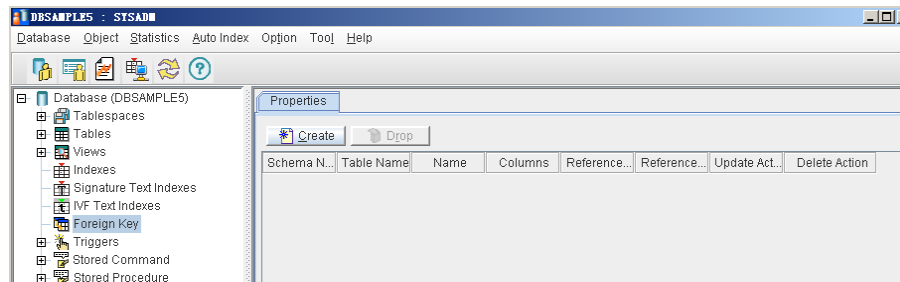 DBSAMPLE5 : SYSADM
Database Object Statistics Auto Index Option Tool Help
Database (DBSAMPLE5)
Tablespaces
Tables
Views
Indexes
Signature Text Indexes
IVF Text Indexes
Foreign Key
Triggers
Stored Command
Stored Procedure
Properties
Create Drop
Schema N... Table Name Name Columns Reference... Reference... Update Act... Delete Action